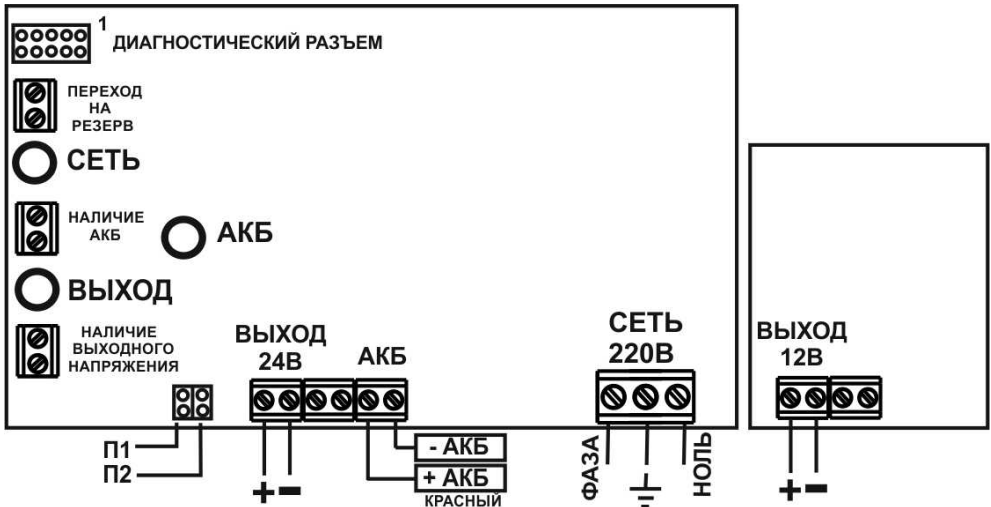 1
ДИАГНОСТИЧЕСКИЙ РАЗЪЕМ
ПЕРЕХОД
НА
РЕЗЕРВ
СЕТЬ
НАЛИЧИЕ
АКБ
АКБ
ВЫХОД
НАЛИЧИЕ
ВЫХОДНОГО
НАПРЯЖЕНИЯ
ВЫХОД
24В
АКБ
СЕТЬ
220В
ВЫХОД
12В
П1
П2
+ −
- АКБ
+ АКБ
КРАСНЫЙ
ФАЗА
НОЛЬ
+ −